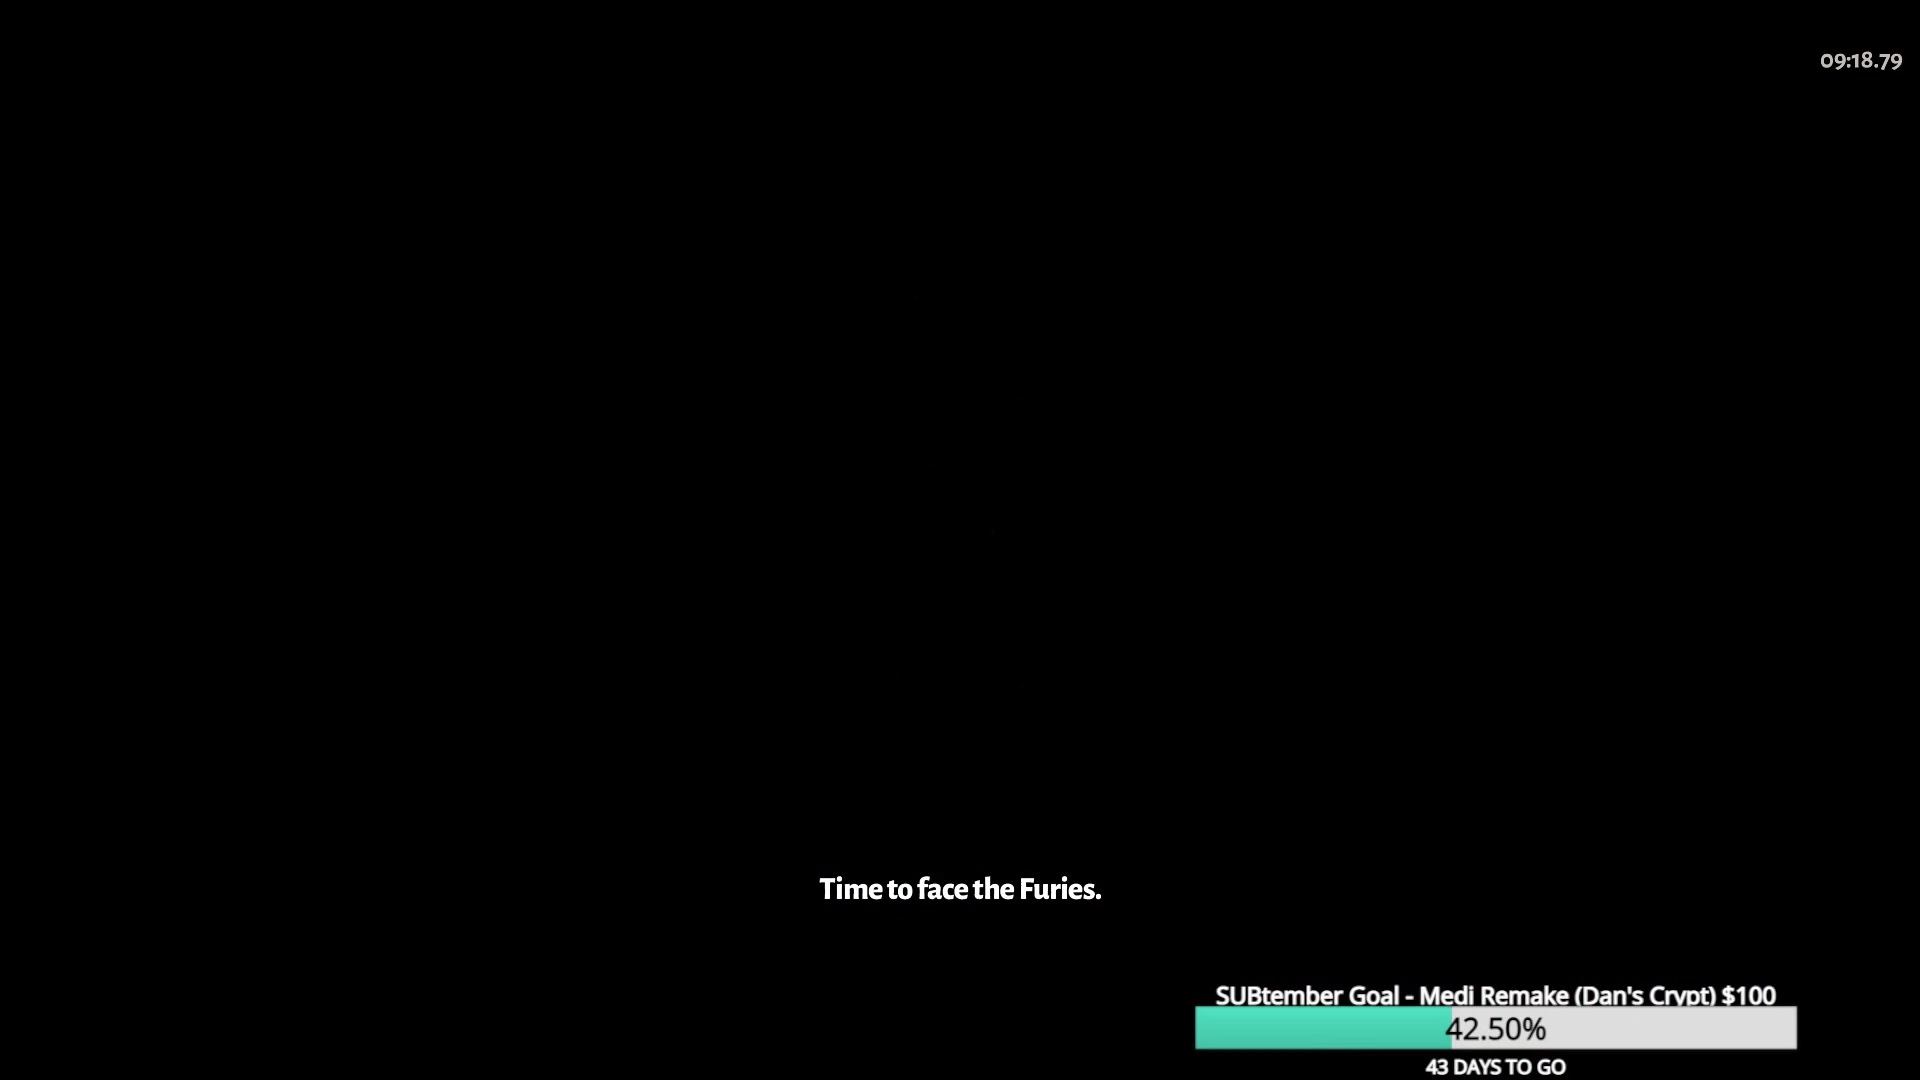 09:18.79
Time to face the Furies.
SUBtember Goal - Medi Remake (Dan's Crypt) $100
42.50%
43 DAYS TO GO